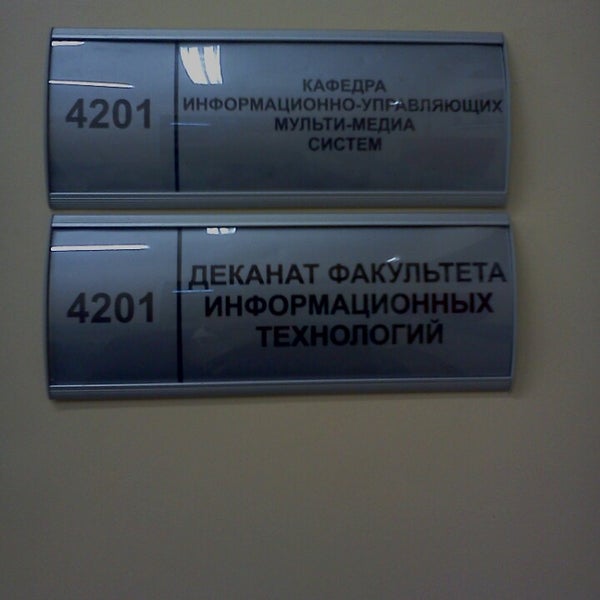 4201
КАФЕДРА
ИНФОРМАЦИОННО-УПРАВЛЯЮЩИХ
МУЛЬТИ-МЕДИА
СИСТЕМ
4201
ДЕКАНАТ ФАКУЛЬТЕТА
ИНФОРМАЦИОННЫХ
ТЕХНОЛОГИЙ